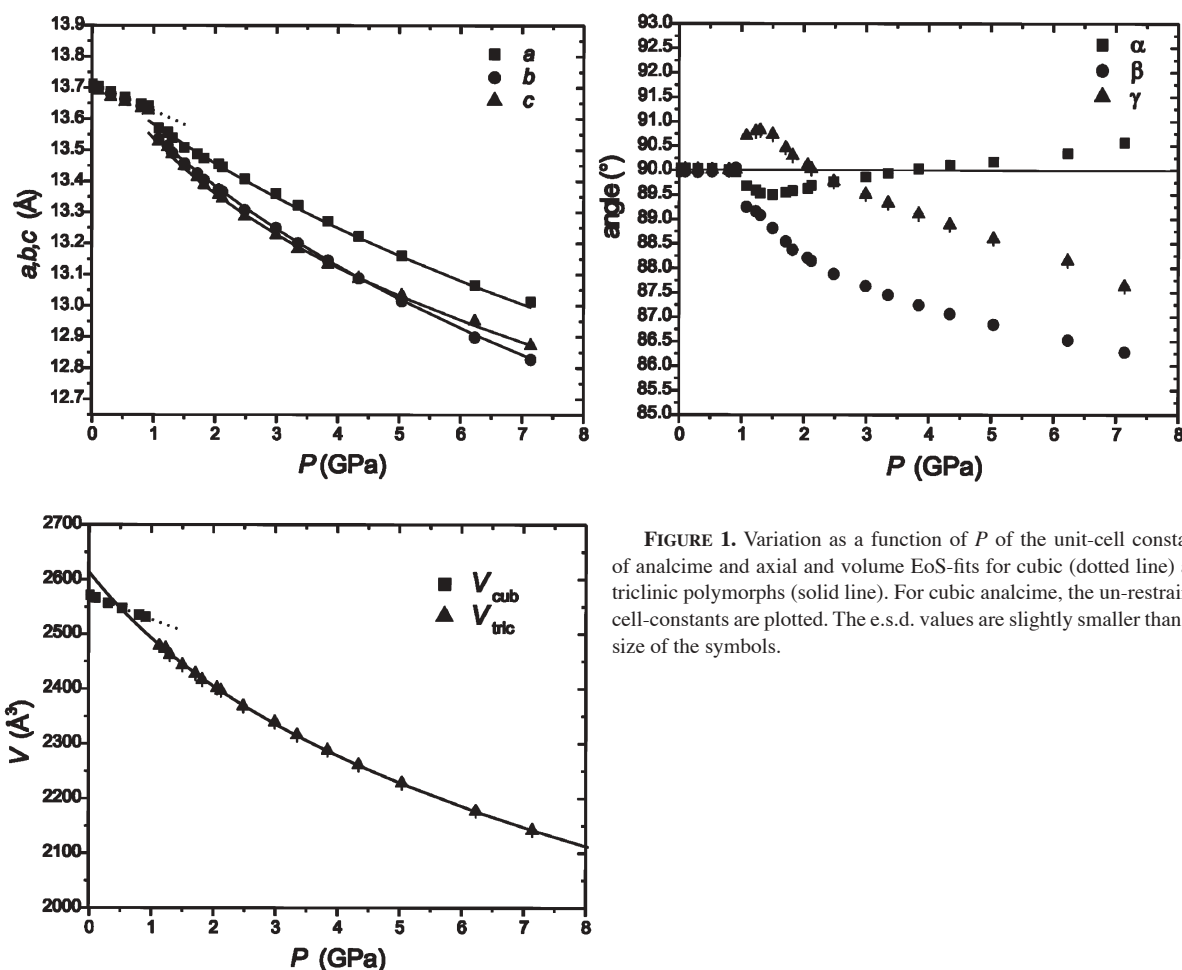 13.9
13.8
13.7
13.6
13.5
13.4
13.3
13.2
13.1
13.0
12.9
12.8
12.7
a,b,c (Å)
0 1 2 3 4 5 6 7 8
P (GPa)
a
b
c
93.0
92.5
92.0
91.5
91.0
90.5
90.0
89.5
89.0
88.5
88.0
87.5
87.0
86.5
86.0
85.5
85.0
angle (°)
0 1 2 3 4 5 6 7 8
P (GPa)
α
β
γ
2700
2600
2500
2400
2300
2200
2100
2000
V (Å³)
0 1 2 3 4 5 6 7 8
P (GPa)
V cub
V tric
FIGURE 1. Variation as a function of P of the unit-cell consta
of analcime and axial and volume EoS-fits for cubic (dotted line)
triclinic polymorphs (solid line). For cubic analcime, the un-restrai
cell-constants are plotted. The e.s.d. values are slightly smaller than
size of the symbols.